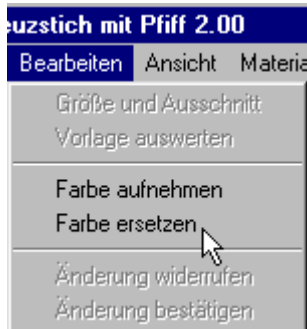 euzstich mit Pfiff 2.00
Bearbeiten Ansicht Materia
Größe und Ausschnitt
Vorlage auswerten
Farbe aufnehmen
Farbe ersetzen
Änderung widerrufen
Änderung bestätigen